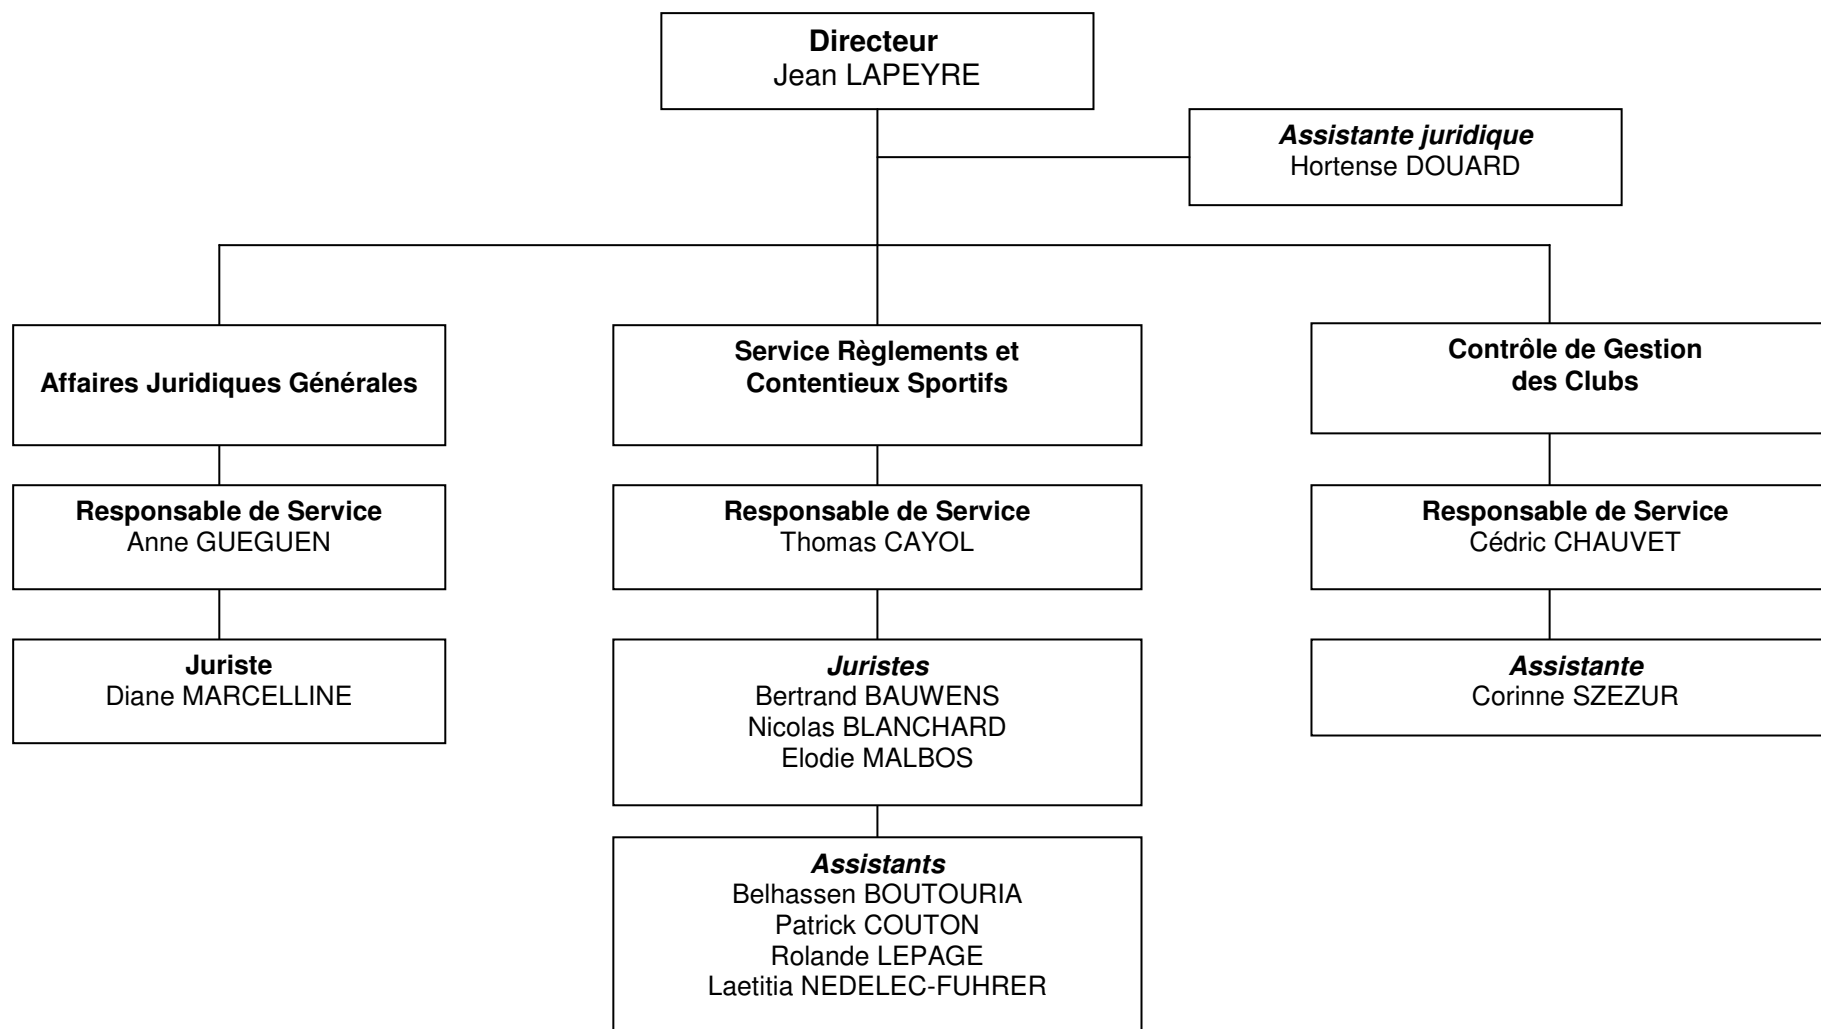 Directeur
Jean LAPEYRE
Assistante juridique
Hortense DOUARD
Affaires Juridiques Générales
Responsable de Service
Anne GUEGUEN
Juriste
Diane MARCELLINE
Service Règlements et
Contentieux Sportifs
Responsable de Service
Thomas CAYOL
Juristes
Bertrand BAUWENS
Nicolas BLANCHARD
Elodie MALBOS
Assistants
Belhassen BOUTOURIA
Patrick COUTON
Rolande LEPAGE
Laetitia NEDELEC-FUHRER
Contrôle de Gestion
des Clubs
Responsable de Service
Cédric CHAUVET
Assistante
Corinne SZEZUR